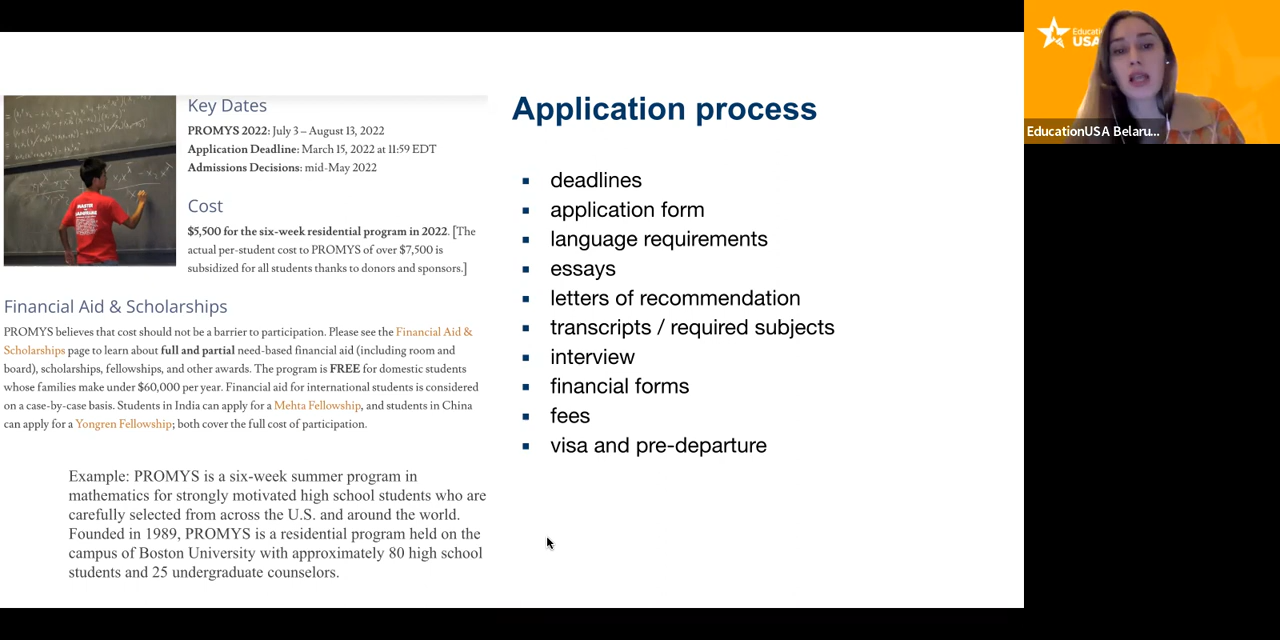 Key Dates
PROMYS 2022: July 3 – August 13, 2022
Application Deadline: March 15, 2022 at 11:59 EDT
Admissions Decisions: mid-May 2022
Cost
$5,500 for the six-week residential program in 2022. [The
actual per-student cost to PROMYS of over $7,500 is
subsidized for all students thanks to donors and sponsors.]
Financial Aid & Scholarships
PROMYS believes that cost should not be a barrier to participation. Please see the Financial Aid &
Scholarships page to learn about full and partial need-based financial aid (including room and
board), scholarships, fellowships, and other awards. The program is FREE for domestic students
whose families make under $60,000 per year. Financial aid for international students is considered
on a case-by-case basis. Students in India can apply for a Mehta Fellowship, and students in China
can apply for a Yongren Fellowship; both cover the full cost of participation.
Example: PROMYS is a six-week summer program in
mathematics for strongly motivated high school students who are
carefully selected from across the U.S. and around the world.
Founded in 1989, PROMYS is a residential program held on the
campus of Boston University with approximately 80 high school
students and 25 undergraduate counselors.
Application process
▪ deadlines
▪ application form
▪ language requirements
▪ essays
▪ letters of recommendation
▪ transcripts / required subjects
▪ interview
▪ financial forms
▪ fees
▪ visa and pre-departure
USA
EducationUSA Belaru...